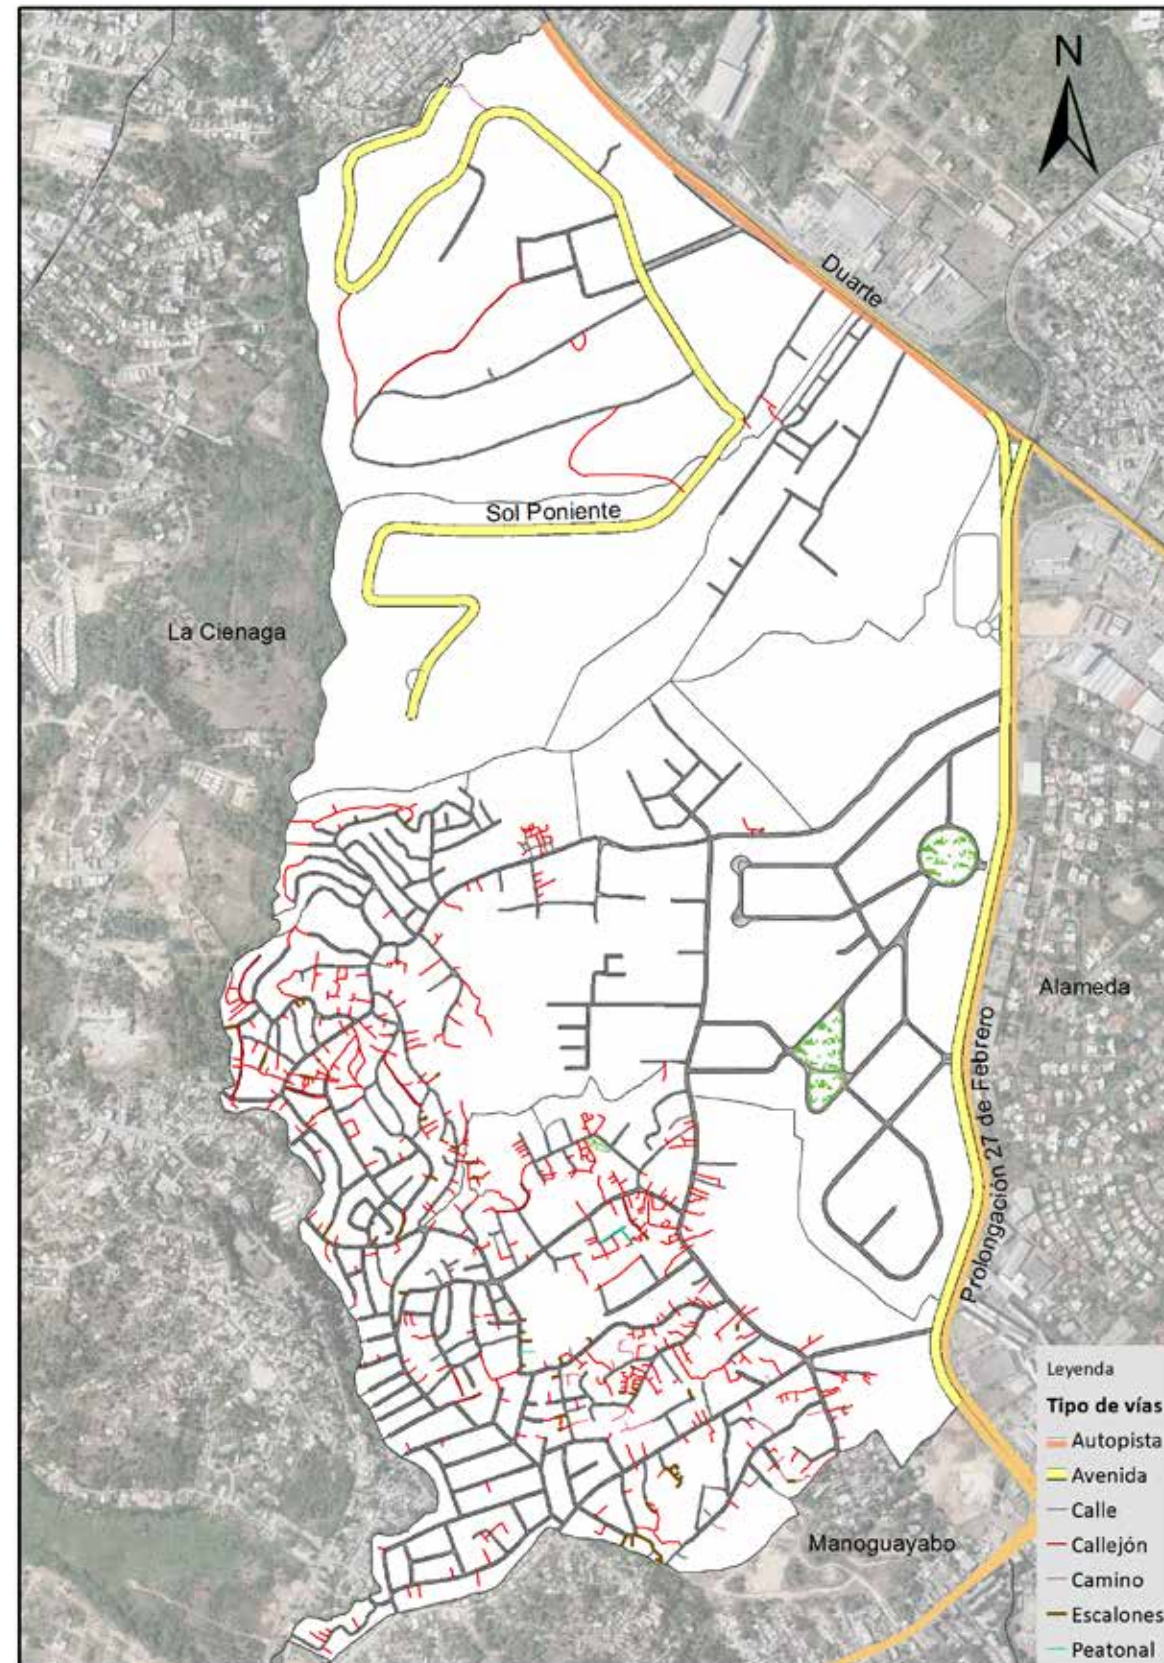 N
Duarte
Sol Poniente
La Cienaga
Alameda
Prolongación 27 de Febrero
Manoguayabo
Leyenda
Tipo de vías
Autopista
Avenida
Calle
Callejón
Camino
Escalones
Peatonal